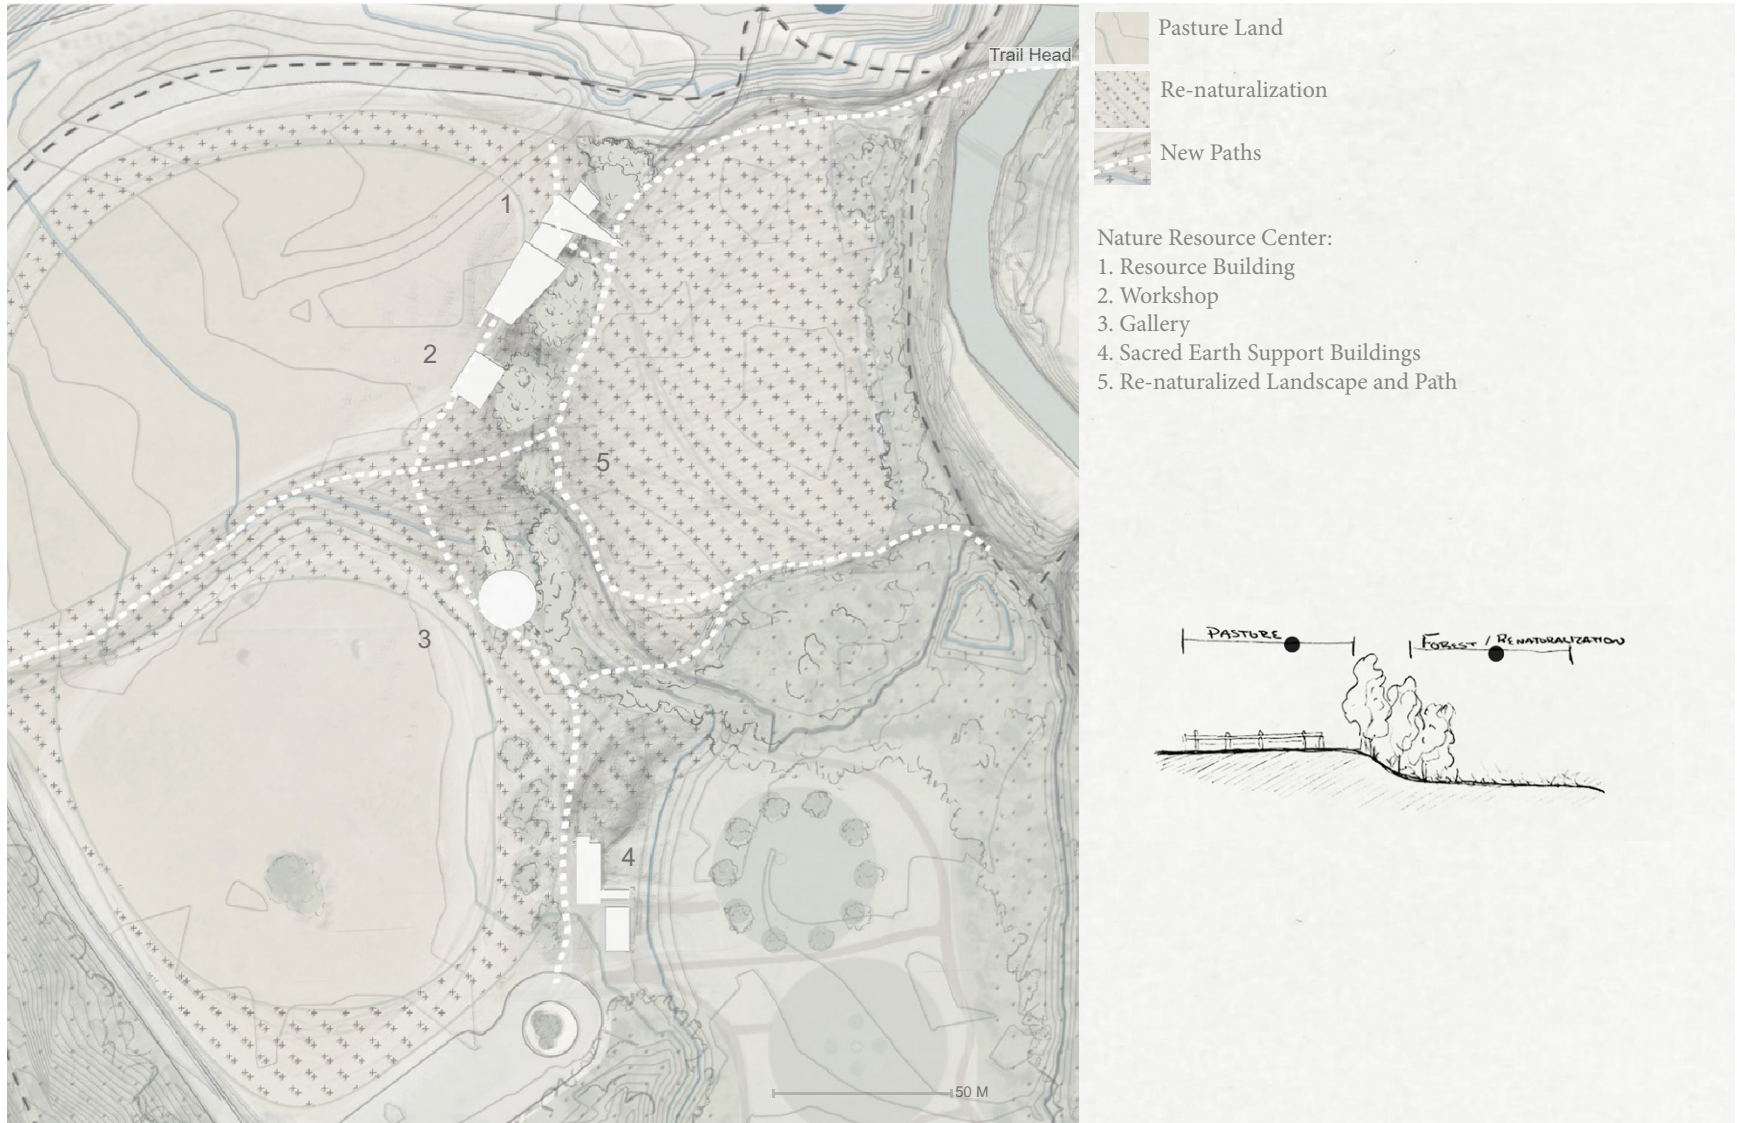 Trail Head
1
2
5
3
4
50 M
Pasture Land
Re-naturalization
New Paths
Nature Resource Center:
1. Resource Building
2. Workshop
3. Gallery
4. Sacred Earth Support Buildings
5. Re-naturalized Landscape and Path
PASTURE
FOREST / RENATURALIZATION